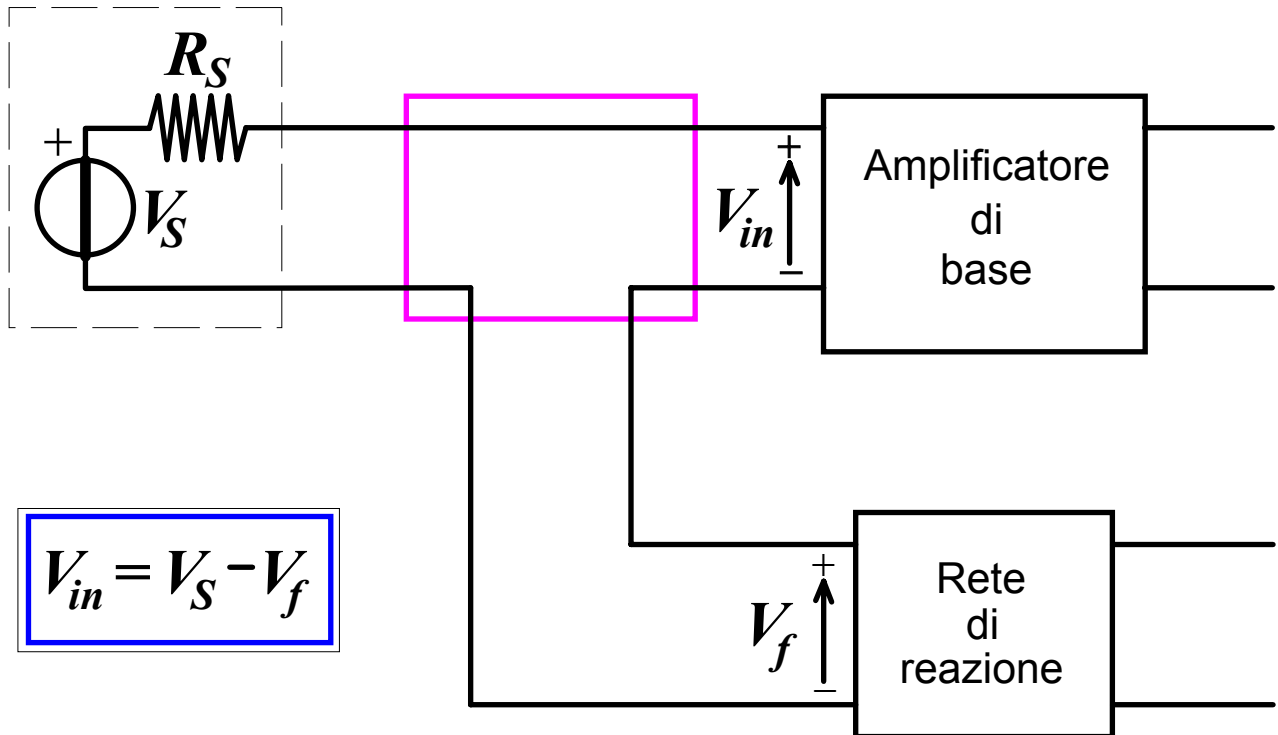 R_S
+
V_S
+
V_in
−
Amplificatore
di
base
V_in = V_S − V_f
+
V_f
−
Rete
di
reazione